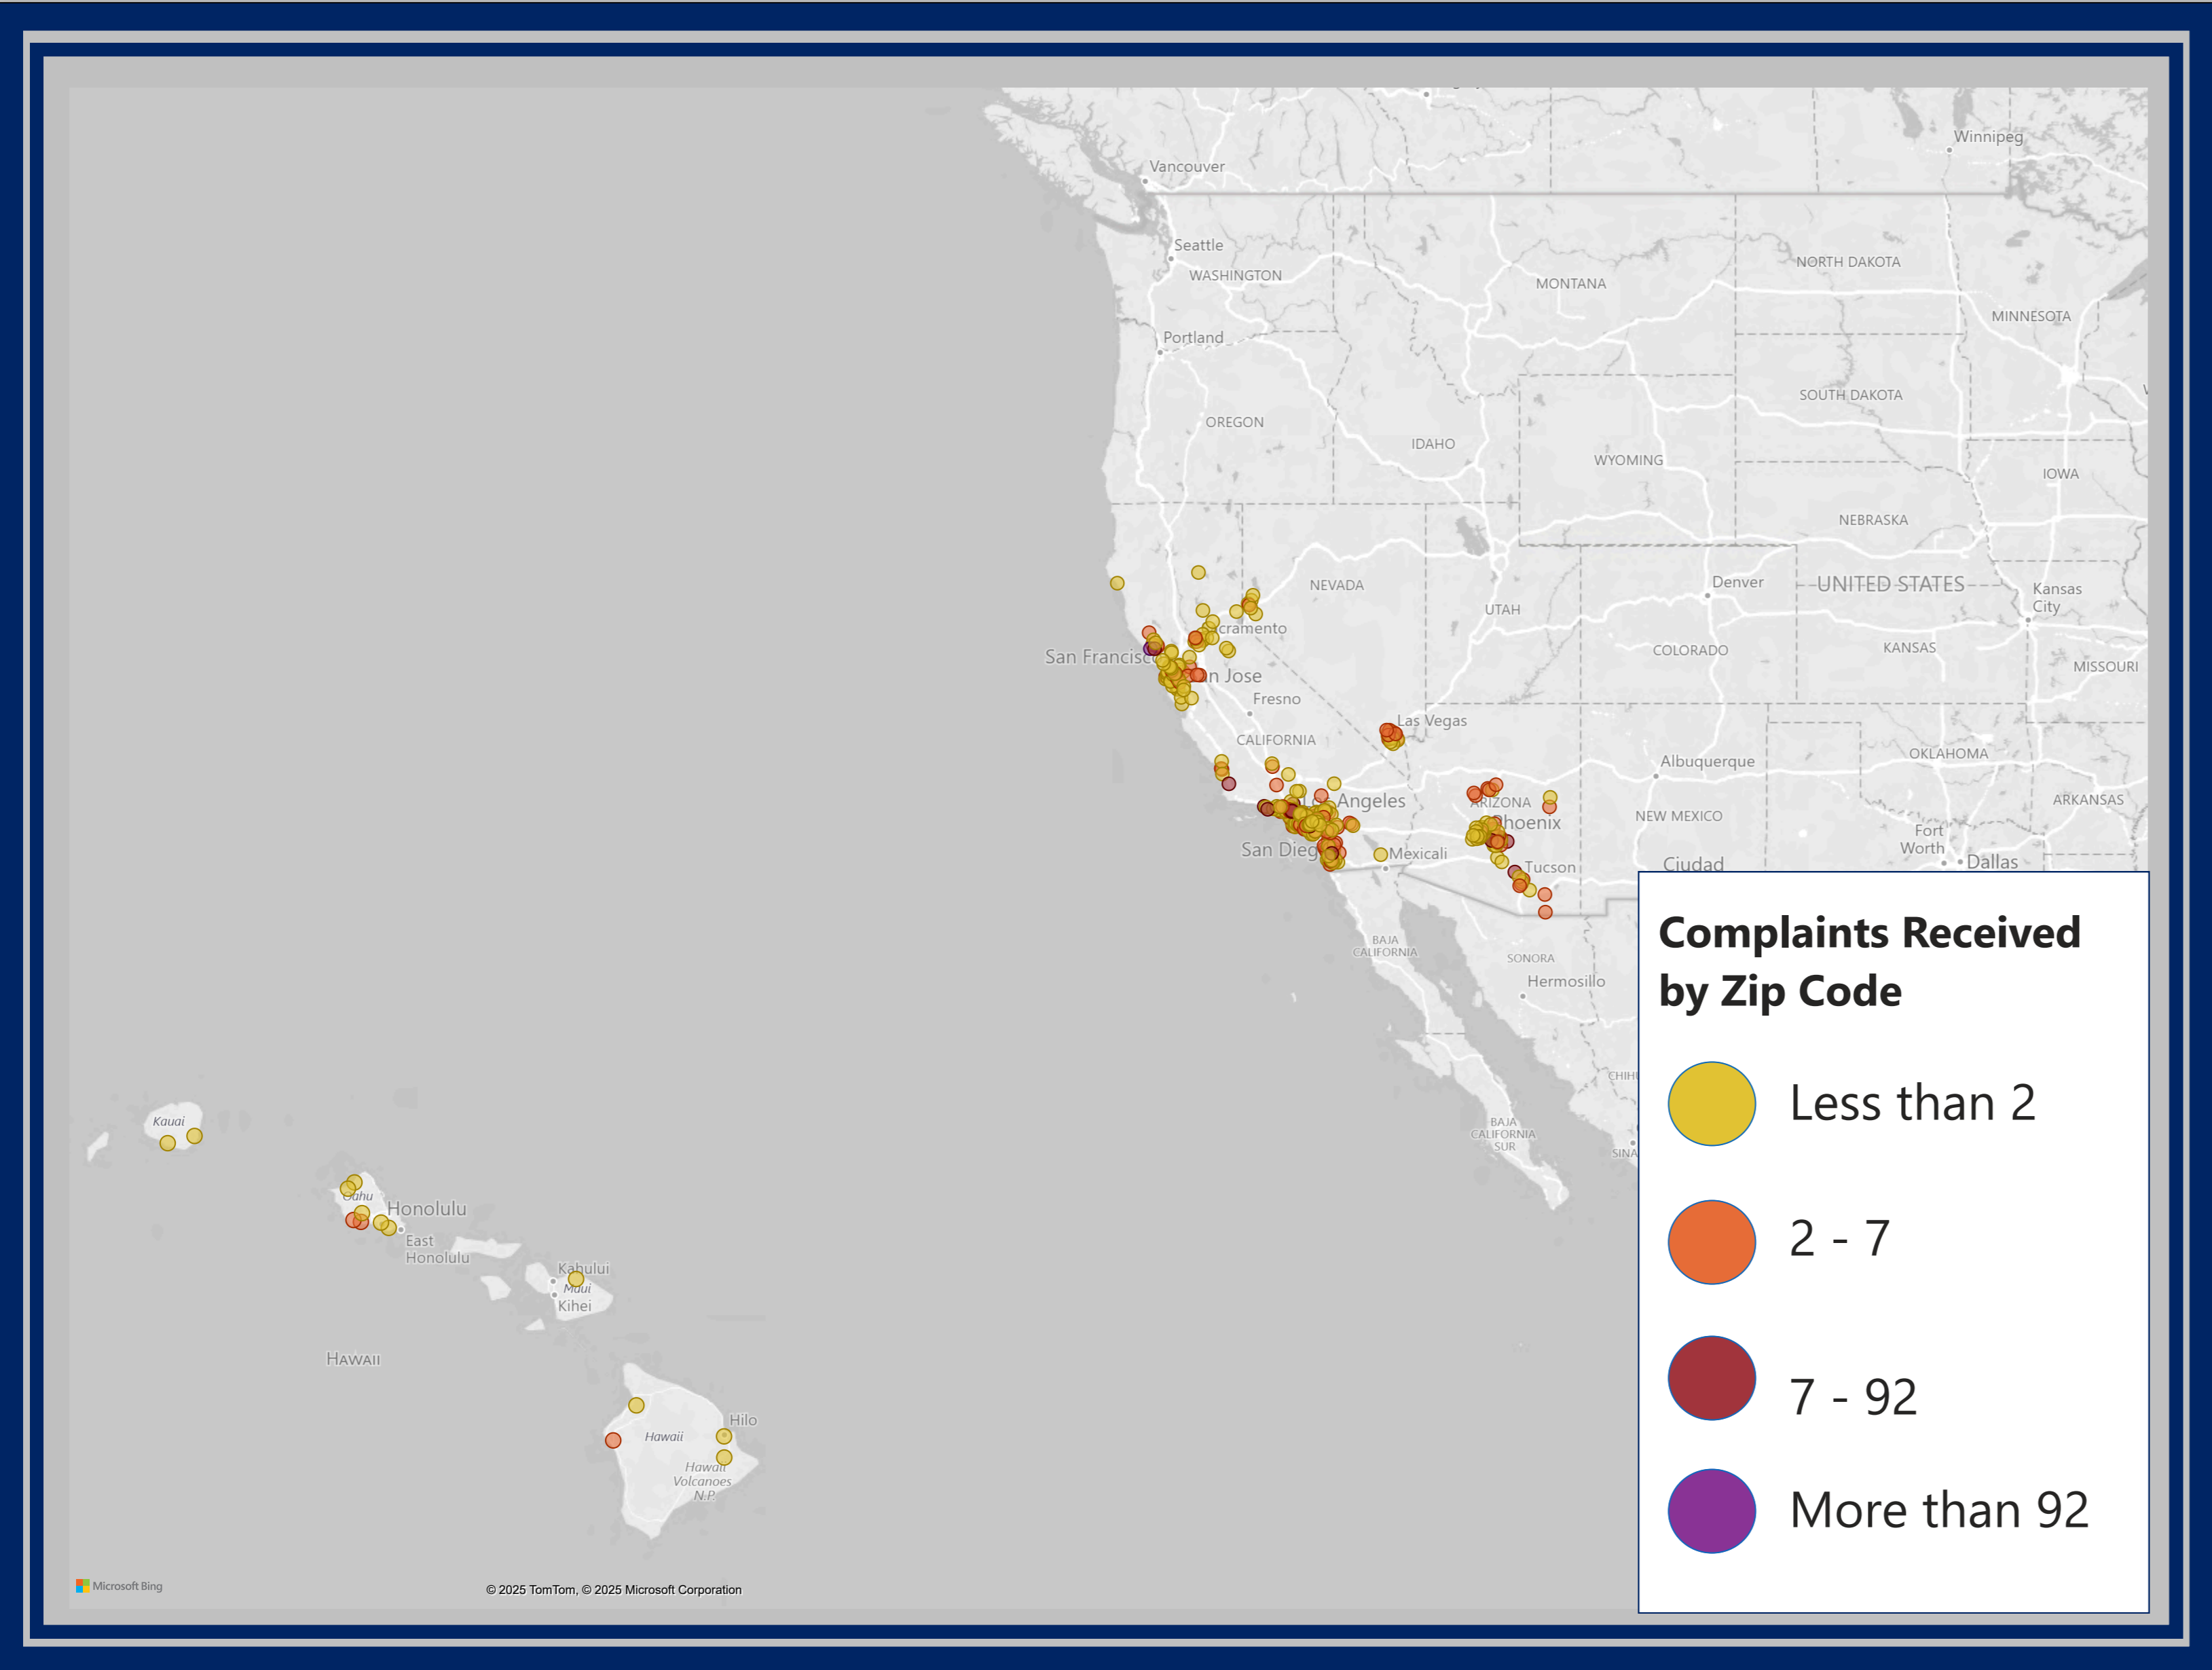 Winnipeg
Vancouver
Seattle
WASHINGTON
NORTH DAKOTA
MONTANA
MINNESOTA
Portland
SOUTH DAKOTA
OREGON
IDAHO
WYOMING
IOWA
NEBRASKA
NEVADA
Denver
UNITED STATES
Kansas
City
UTAH
cramento
San Francisc
COLORADO
KANSAS
MISSOURI
n Jose
Fresno
Las Vegas
CALIFORNIA
Albuquerque
OKLAHOMA
Los Angeles
ARIZONA
ARKANSAS
NEW MEXICO
Phoenix
Fort
Worth
Dallas
San Dieg
Mexicali
Tucson
Ciudad
BAJA
CALIFORNIA
SONORA
Hermosillo
CHIH
BAJA
CALIFORNIA
SUR
SINA
Complaints Received
by Zip Code
Less than 2
2 - 7
7 - 92
More than 92
Kauai
Oahu
Honolulu
East
Honolulu
Kahului
Maui
Kihei
HAWAII
Hilo
Hawaii
Hawaii
Volcanoes
N.P.
Microsoft Bing
© 2025 TomTom, © 2025 Microsoft Corporation